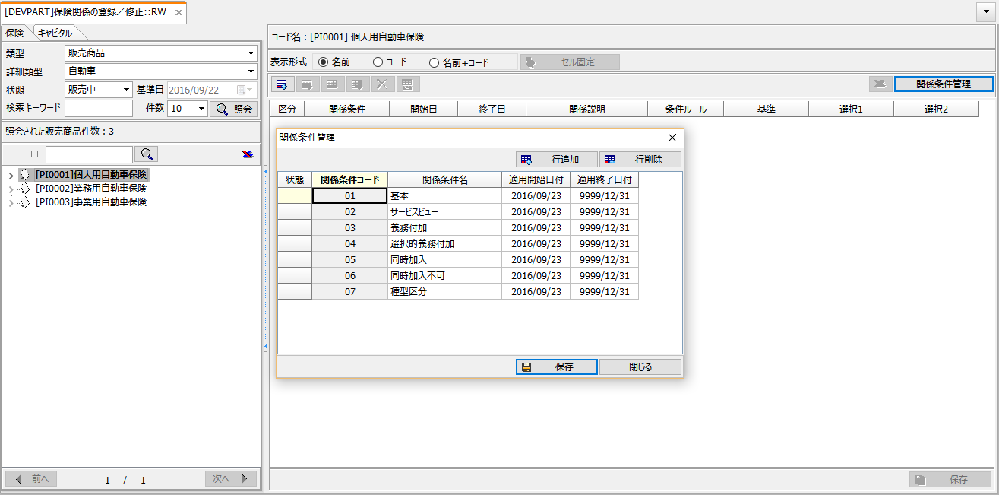 [DEVPART]保険関係の登録／修正::RW
保険 キャピタル
類型 販売商品
詳細類型 自動車
状態 販売中 基準日 2016/09/22
検索キーワード 件数 10 照会
照会された販売商品件数 : 3
[PI0001]個人用自動車保険
[PI0002]業務用自動車保険
[PI0003]事業用自動車保険
前へ 1 / 1 次へ
コード名 : [PI0001] 個人用自動車保険
表示形式 名前 コード 名前+コード セル固定
関係条件管理
区分 関係条件 開始日 終了日 関係説明 条件ルール 基準 選択1 選択2
関係条件管理
行追加 行削除
状態 関係条件コード 関係条件名 適用開始日付 適用終了日付
01 基本 2016/09/23 9999/12/31
02 サービスビュー 2016/09/23 9999/12/31
03 義務付加 2016/09/23 9999/12/31
04 選択的義務付加 2016/09/23 9999/12/31
05 同時加入 2016/09/23 9999/12/31
06 同時加入不可 2016/09/23 9999/12/31
07 種型区分 2016/09/23 9999/12/31
保存 閉じる
保存